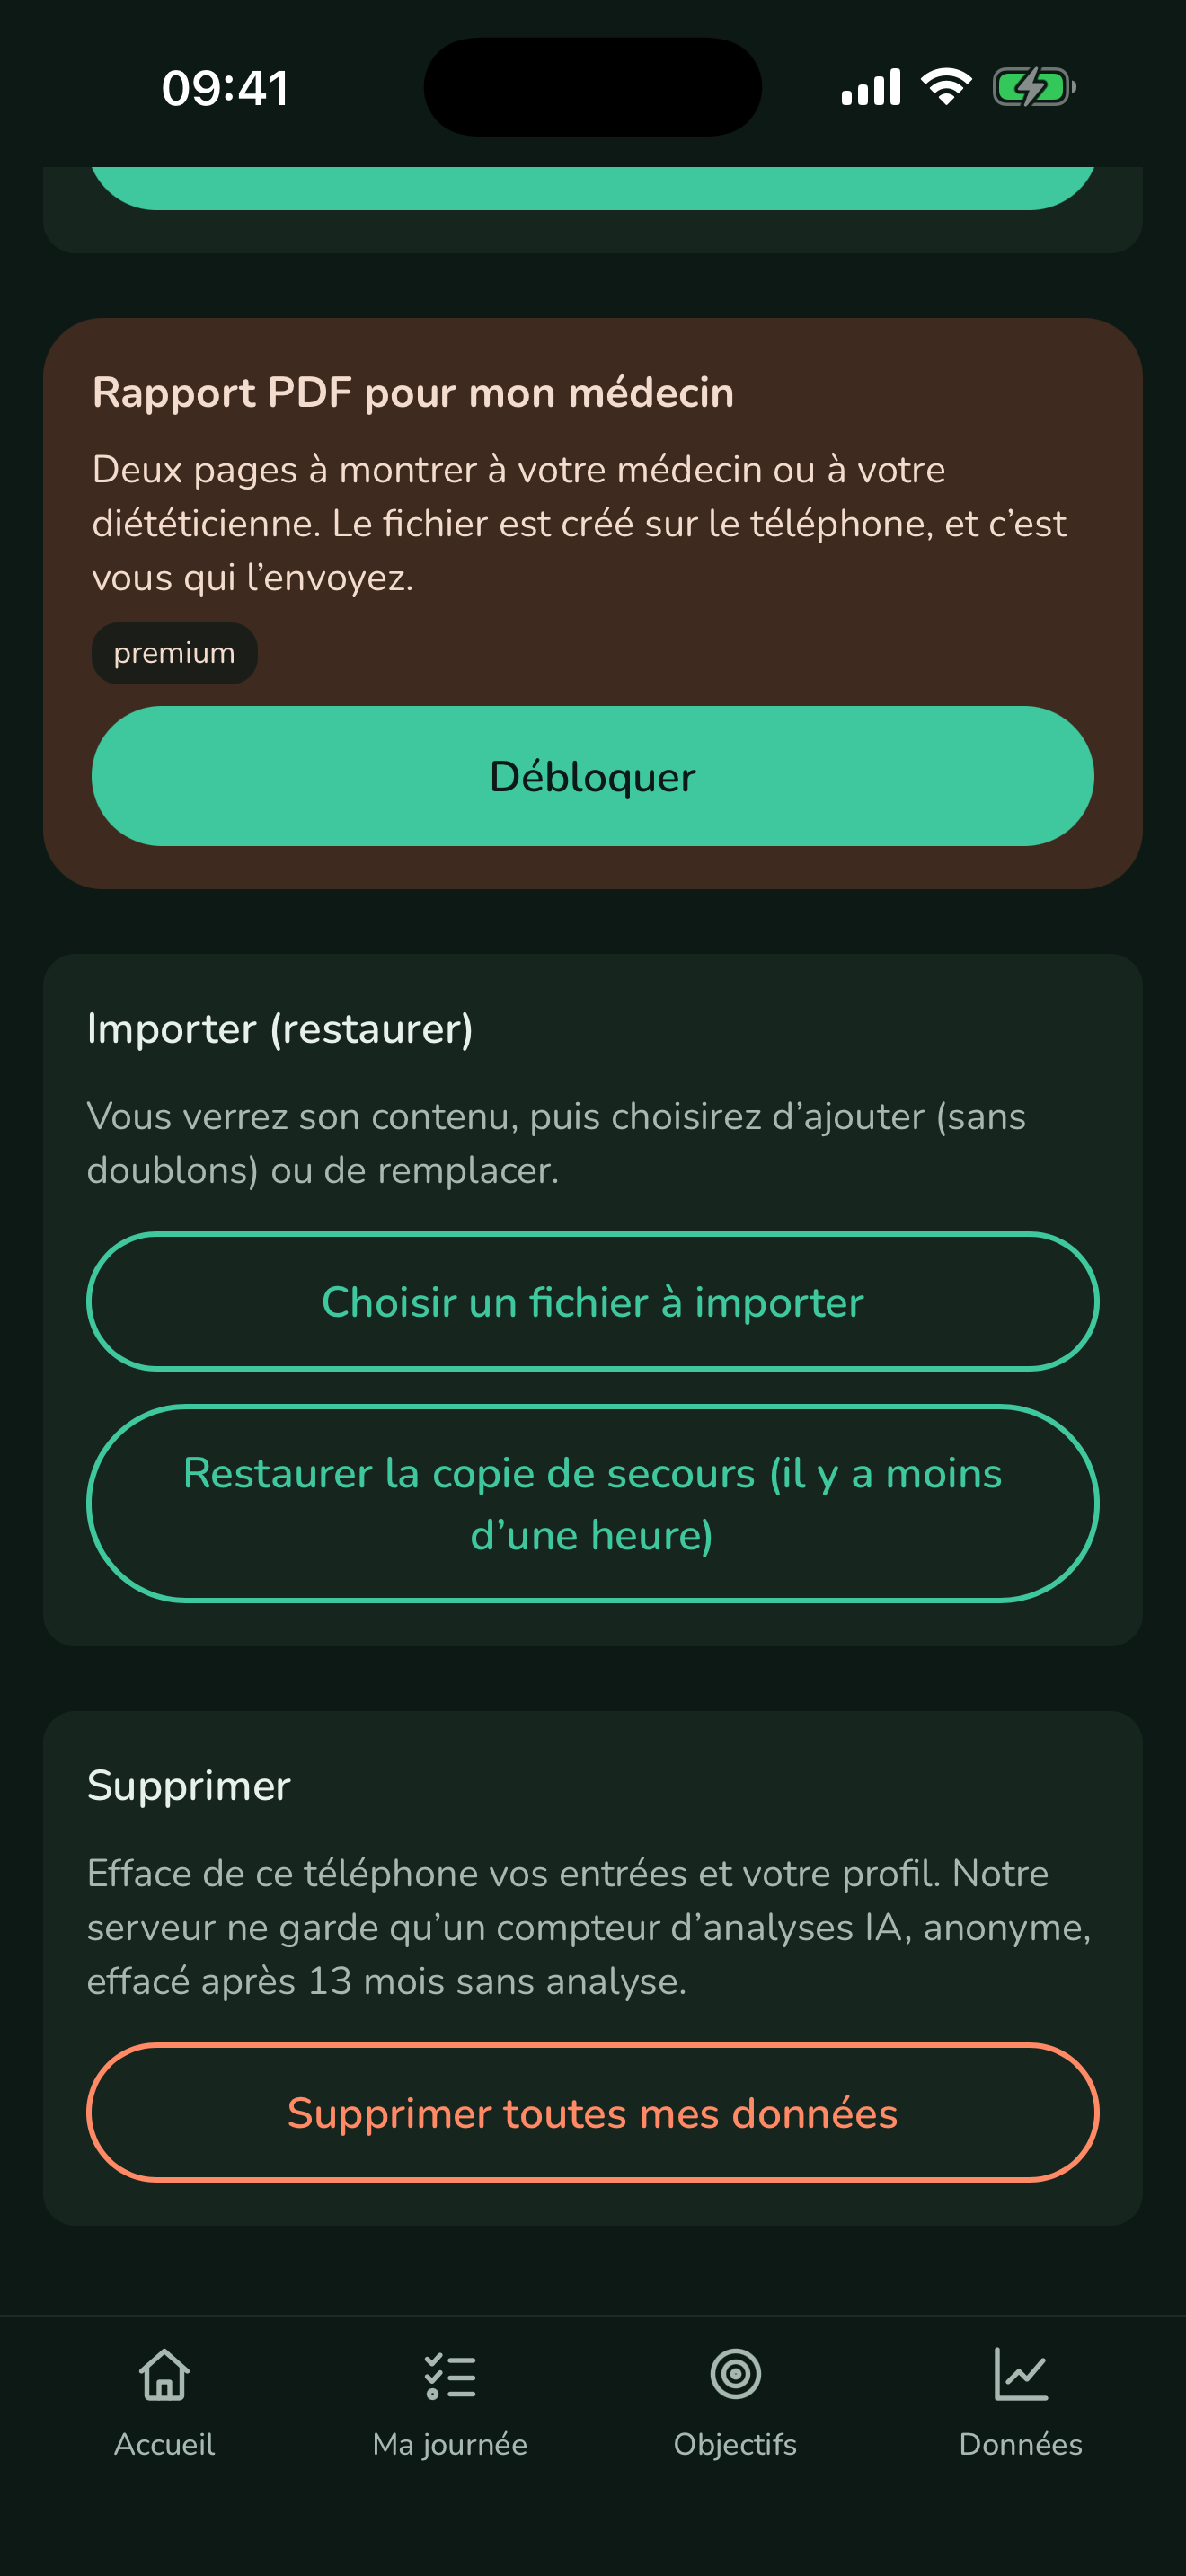 09:41
Rapport PDF pour mon médecin
Deux pages à montrer à votre médecin ou à votre
diététicienne. Le fichier est créé sur le téléphone, et c’est
vous qui l’envoyez.
premium
Débloquer
Importer (restaurer)
Vous verrez son contenu, puis choisirez d’ajouter (sans
doublons) ou de remplacer.
Choisir un fichier à importer
Restaurer la copie de secours (il y a moins
d’une heure)
Supprimer
Efface de ce téléphone vos entrées et votre profil. Notre
serveur ne garde qu’un compteur d’analyses IA, anonyme,
effacé après 13 mois sans analyse.
Supprimer toutes mes données
Accueil
Ma journée
Objectifs
Données